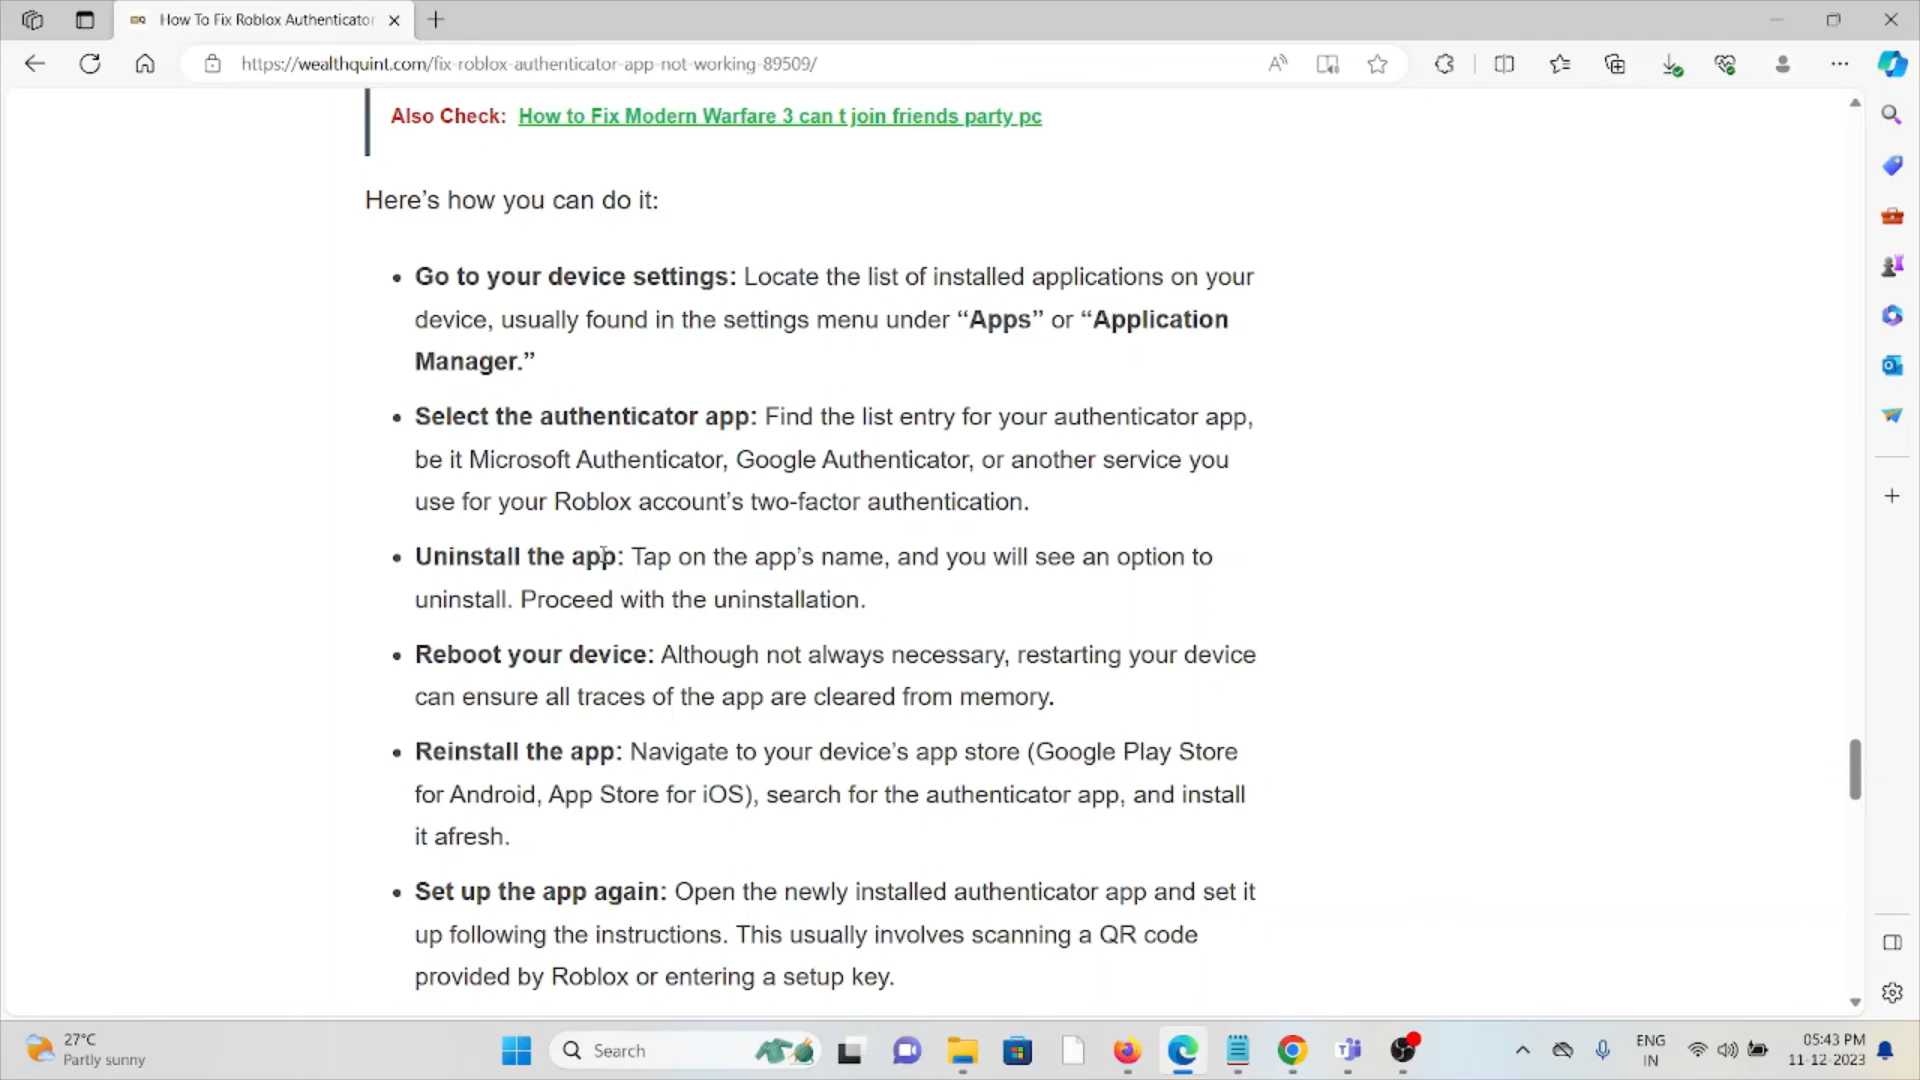 How To Fix Roblox Authenticator
https://wealthquint.com/fix-roblox-authenticator-app-not-working-89509/
Also Check: How to Fix Modern Warfare 3 can t join friends party pc
Here’s how you can do it:
• Go to your device settings: Locate the list of installed applications on your
device, usually found in the settings menu under “Apps” or “Application
Manager.”
• Select the authenticator app: Find the list entry for your authenticator app,
be it Microsoft Authenticator, Google Authenticator, or another service you
use for your Roblox account’s two-factor authentication.
• Uninstall the app: Tap on the app’s name, and you will see an option to
uninstall. Proceed with the uninstallation.
• Reboot your device: Although not always necessary, restarting your device
can ensure all traces of the app are cleared from memory.
• Reinstall the app: Navigate to your device’s app store (Google Play Store
for Android, App Store for iOS), search for the authenticator app, and install
it afresh.
• Set up the app again: Open the newly installed authenticator app and set it
up following the instructions. This usually involves scanning a QR code
provided by Roblox or entering a setup key.
27°C
Partly sunny
Search
ENG
IN
05:43 PM
11-12-2023